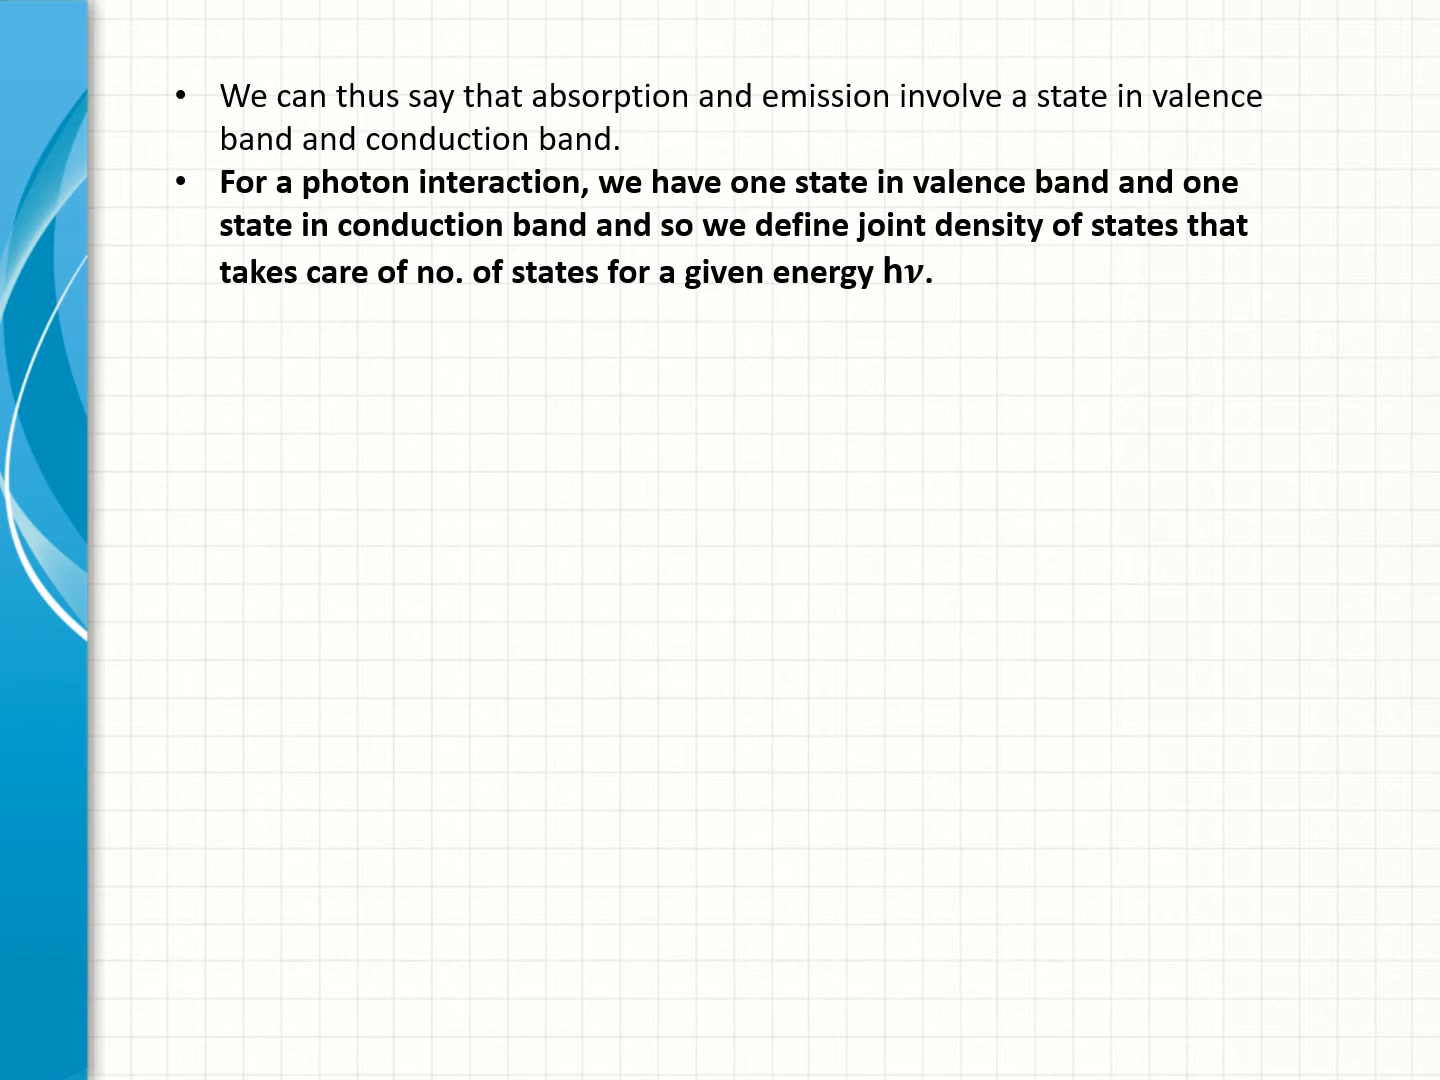 • We can thus say that absorption and emission involve a state in valence
band and conduction band.
• For a photon interaction, we have one state in valence band and one
state in conduction band and so we define joint density of states that
takes care of no. of states for a given energy h𝝂.